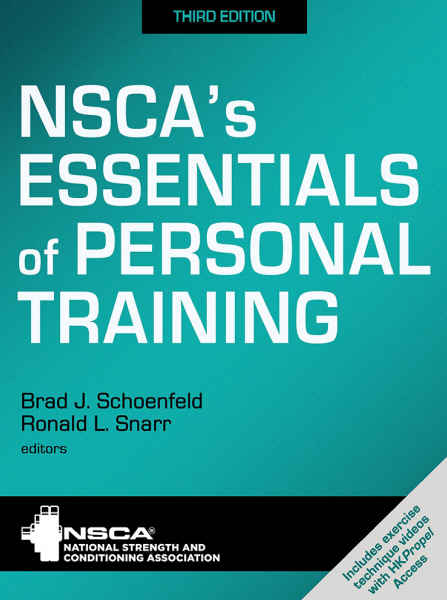 THIRD EDITION
NSCA's
ESSENTIALS
of PERSONAL
TRAINING
Brad J. Schoenfeld
Ronald L. Snarr
editors
NSCA®
NATIONAL STRENGTH AND
CONDITIONING ASSOCIATION
Includes exercise
technique videos
with HKPropel
Access